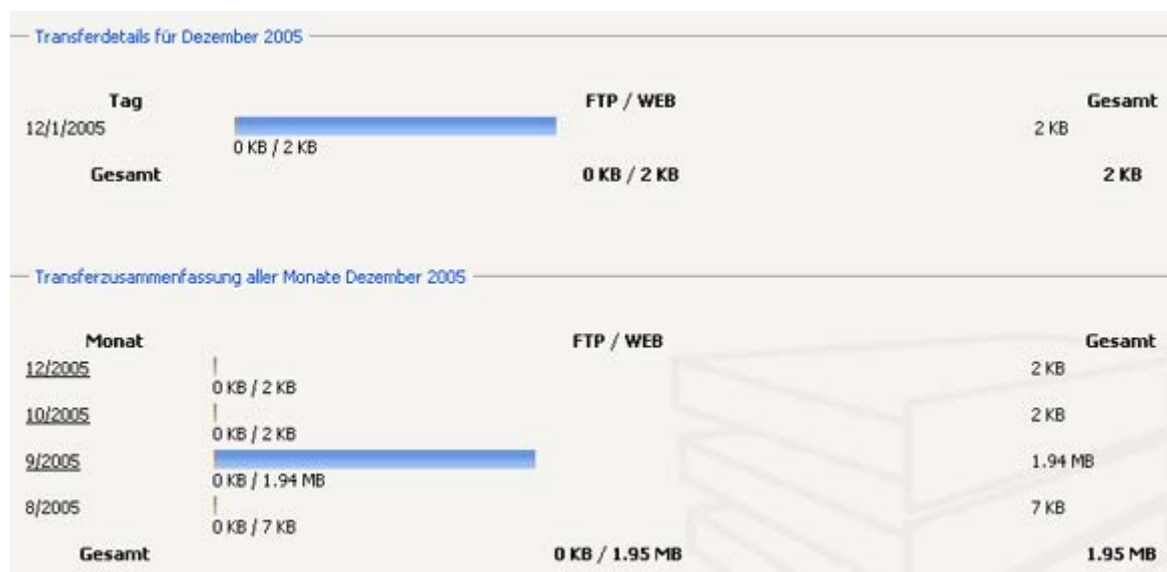 Transferdetails für Dezember 2005
Tag FTP / WEB Gesamt
12/1/2005 2 KB
0 KB / 2 KB
Gesamt 0 KB / 2 KB 2 KB
Transferzusammenfassung aller Monate Dezember 2005
Monat FTP / WEB Gesamt
12/2005 2 KB
0 KB / 2 KB
10/2005 2 KB
0 KB / 2 KB
9/2005 1.94 MB
0 KB / 1.94 MB
8/2005 7 KB
0 KB / 7 KB
Gesamt 0 KB / 1.95 MB 1.95 MB